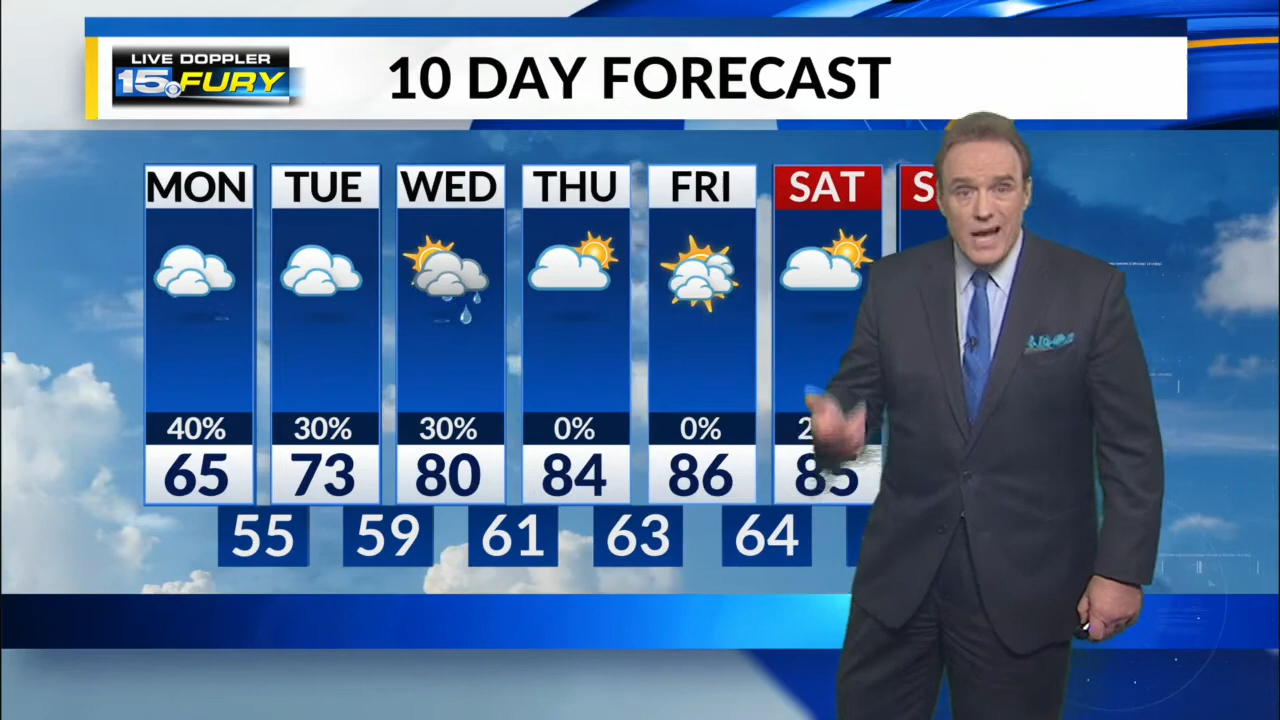 LIVE DOPPLER
15 FURY
10 DAY FORECAST
MON TUE WED THU FRI SAT
40% 30% 30% 0% 0%
65 73 80 84 86 85
55 59 61 63 64